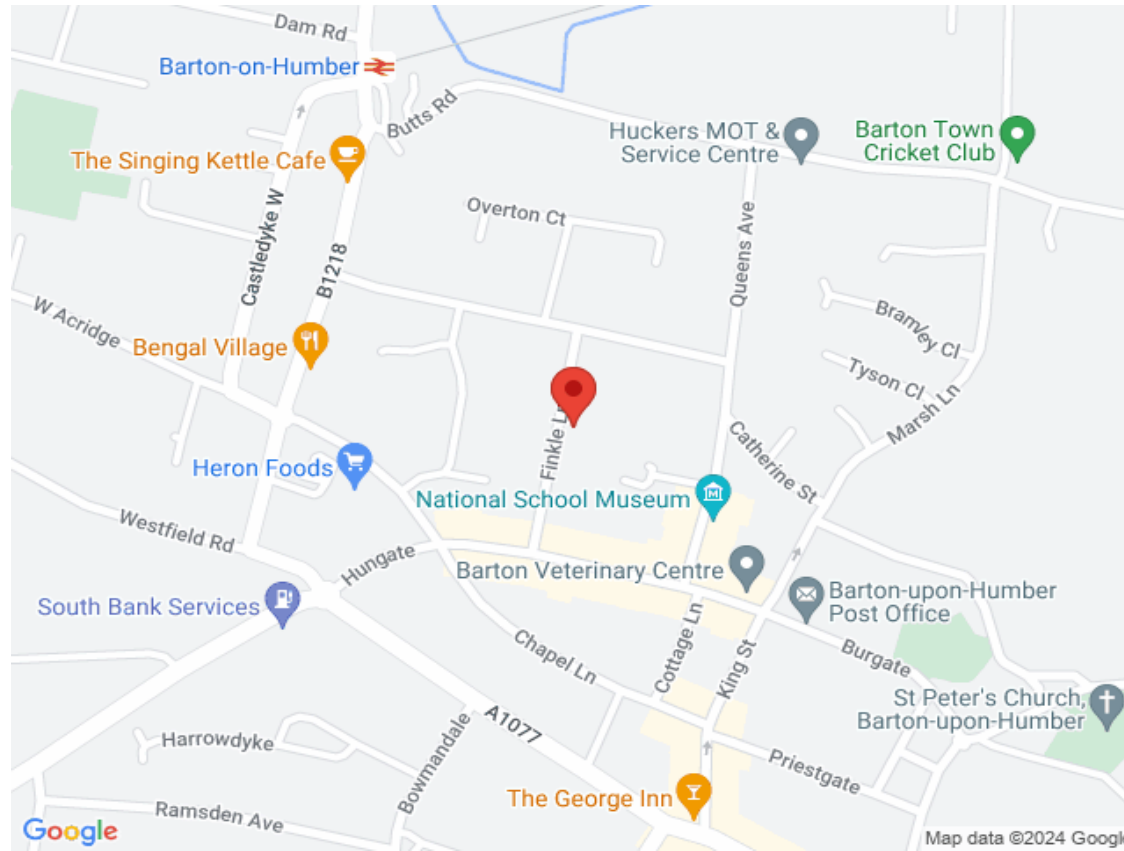 Dam Rd
Barton-on-Humber
Butts Rd
Huckers MOT &
Service Centre
Barton Town
Cricket Club
The Singing Kettle Cafe
Overton Ct
Castledyke W
B1218
Queens Ave
W Acridge
Bengal Village
Bramley Cl
Tyson Cl
Marsh Ln
Finkle Ln
Catherine St
Heron Foods
National School Museum
Westfield Rd
Hungate
Barton Veterinary Centre
South Bank Services
Barton-upon-Humber
Post Office
Chapel Ln
Cottage Ln
King St
Burgate
St Peter's Church,
Barton-upon-Humber
A1077
Harrowdyke
Bowmandale
Priestgate
The George Inn
Ramsden Ave
Google
Map data ©2024 Google